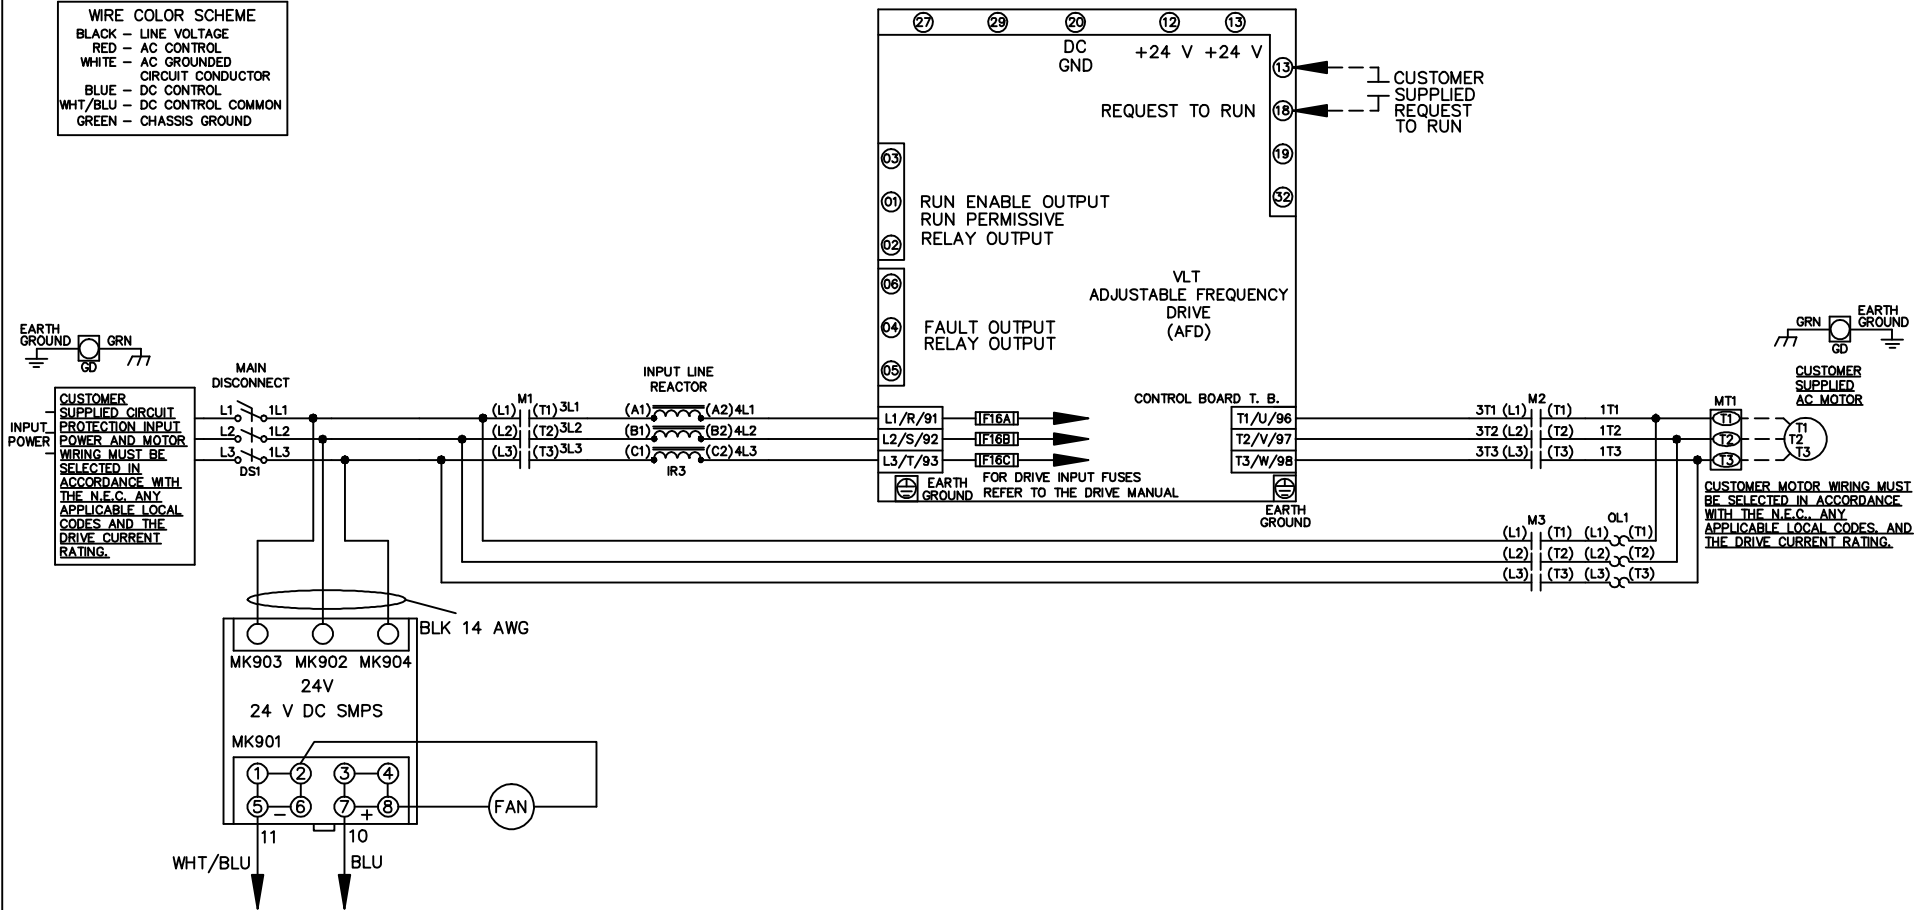 WIRE COLOR SCHEME
BLACK – LINE VOLTAGE
RED – AC CONTROL
WHITE – AC GROUNDED
CIRCUIT CONDUCTOR
BLUE – DC CONTROL
WHT/BLU – DC CONTROL COMMON
GREEN – CHASSIS GROUND
27 29 20 12 13
DC
GND
+24 V +24 V
13
REQUEST TO RUN 18
19
32
CUSTOMER
SUPPLIED
REQUEST
TO RUN
03
01
02
RUN ENABLE OUTPUT
RUN PERMISSIVE
RELAY OUTPUT
06
04
05
FAULT OUTPUT
RELAY OUTPUT
VLT
ADJUSTABLE FREQUENCY
DRIVE
(AFD)
CONTROL BOARD T. B.
L1/R/91 IF16AI T1/U/96
L2/S/92 IF16BI T2/V/97
L3/T/93 IF16CI T3/W/98
EARTH
GROUND
FOR DRIVE INPUT FUSES
REFER TO THE DRIVE MANUAL
EARTH
GROUND
EARTH
GROUND
GRN
GD
INPUT
POWER
CUSTOMER
SUPPLIED CIRCUIT
PROTECTION INPUT
POWER AND MOTOR
WIRING MUST BE
SELECTED IN
ACCORDANCE WITH
THE N.E.C. ANY
APPLICABLE LOCAL
CODES AND THE
DRIVE CURRENT
RATING.
MAIN
DISCONNECT
L1 1L1
L2 1L2
L3 1L3
DS1
M1
(L1) (T1) 3L1
(L2) (T2) 3L2
(L3) (T3) 3L3
INPUT LINE
REACTOR
(A1) (A2) 4L1
(B1) (B2) 4L2
(C1) (C2) 4L3
IR3
M2
3T1 (L1) (T1) 1T1
3T2 (L2) (T2) 1T2
3T3 (L3) (T3) 1T3
MT1
T1
T2
T3
T1
T2
T3
GRN
EARTH
GROUND
GD
CUSTOMER
SUPPLIED
AC MOTOR
CUSTOMER MOTOR WIRING MUST
BE SELECTED IN ACCORDANCE
WITH THE N.E.C., ANY
APPLICABLE LOCAL CODES, AND
THE DRIVE CURRENT RATING.
M3 OL1
(L1) (T1) (L1) (T1)
(L2) (T2) (L2) (T2)
(L3) (T3) (L3) (T3)
BLK 14 AWG
MK903 MK902 MK904
24V
24 V DC SMPS
MK901
1 2 3 4
5 6 7 8
– +
FAN
11 10
WHT/BLU BLU